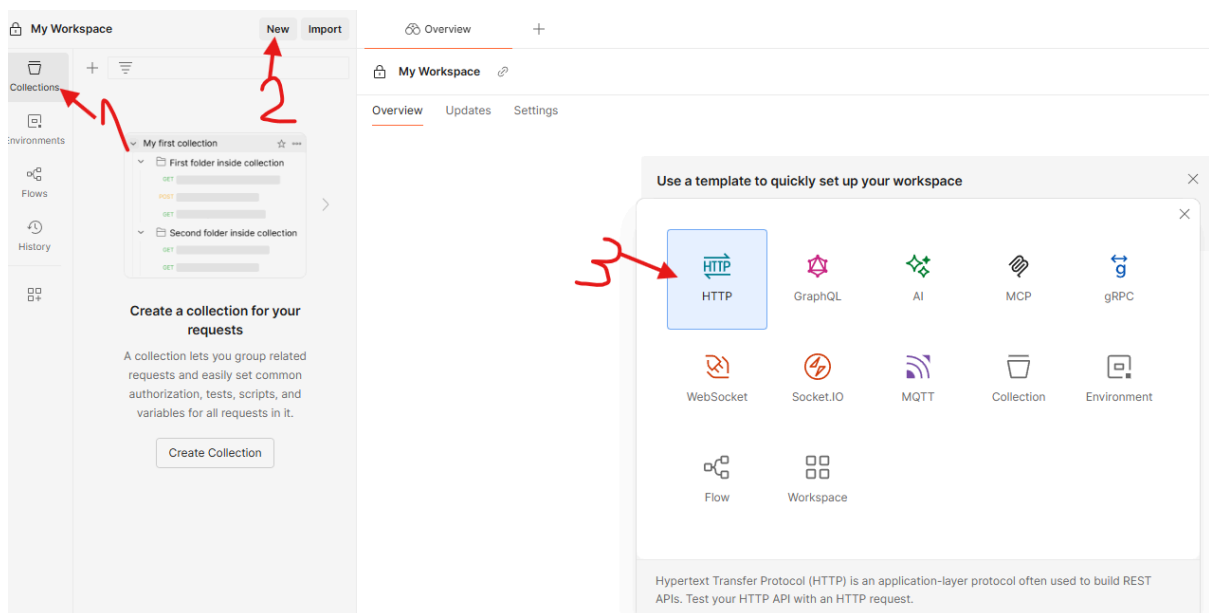 My Workspace
New
Import
Overview
Collections
Environments
Flows
History
1
2
My first collection
First folder inside collection
GET
POST
GET
Second folder inside collection
GET
GET
Create a collection for your
requests
A collection lets you group related
requests and easily set common
authorization, tests, scripts, and
variables for all requests in it.
Create Collection
My Workspace
Overview
Updates
Settings
Use a template to quickly set up your workspace
3
HTTP
HTTP
GraphQL
AI
MCP
g
gRPC
WebSocket
Socket.IO
MQTT
Collection
Environment
Flow
Workspace
Hypertext Transfer Protocol (HTTP) is an application-layer protocol often used to build REST
APIs. Test your HTTP API with an HTTP request.